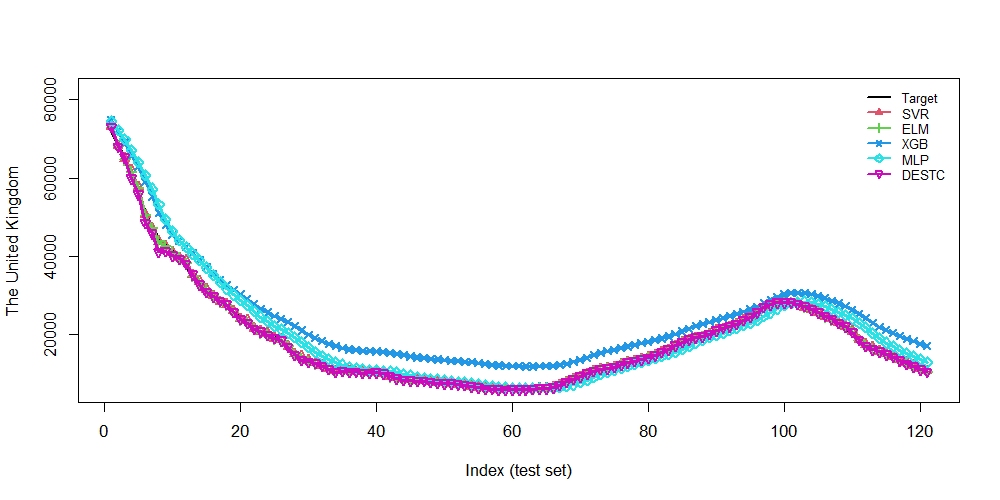 Target
SVR
ELM
XGB
MLP
DESTC
The United Kingdom
80000
60000
40000
20000
0 20 40 60 80 100 120
Index (test set)